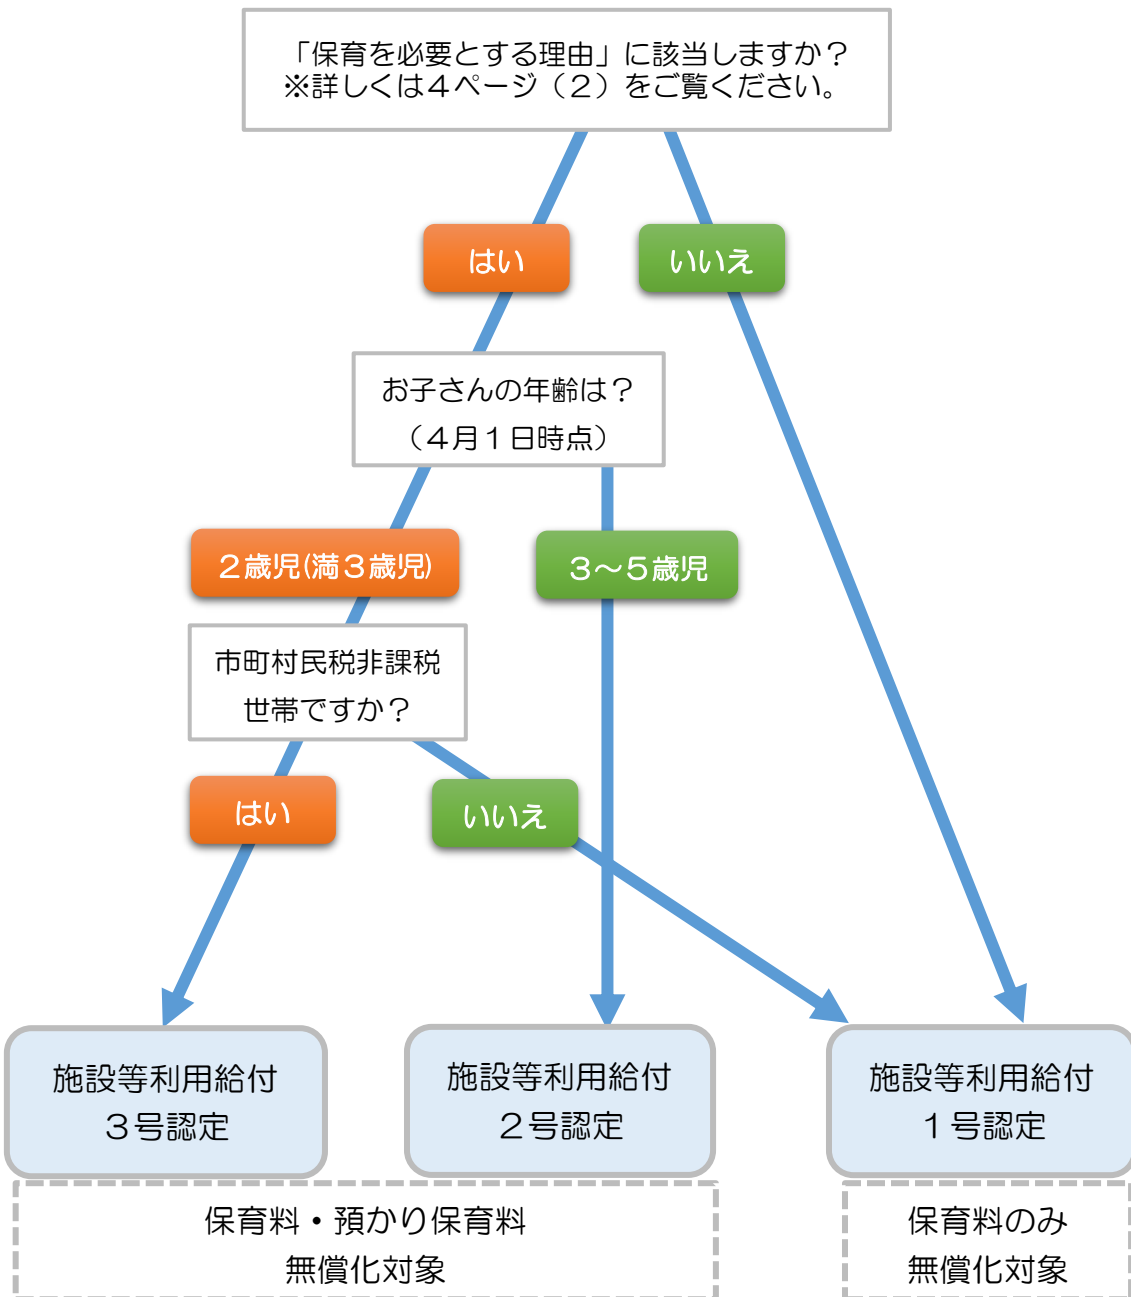 「保育を必要とする理由」に該当しますか？
※詳しくは４ページ（２）をご覧ください。
はい
いいえ
お子さんの年齢は？
（４月１日時点）
２歳児(満３歳児)
３～５歳児
市町村民税非課税
世帯ですか？
はい
いいえ
施設等利用給付
３号認定
施設等利用給付
２号認定
施設等利用給付
１号認定
保育料・預かり保育料
無償化対象
保育料のみ
無償化対象